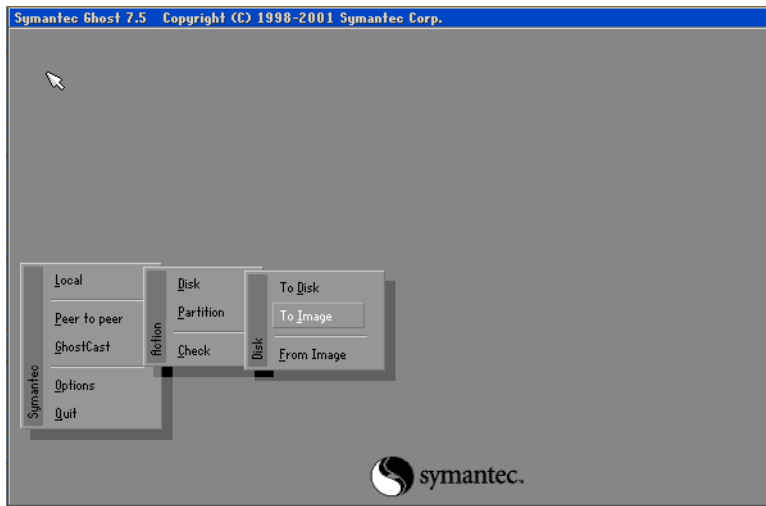 Symantec Ghost 7.5 Copyright (C) 1998-2001 Symantec Corp.
Symantec
Local
Peer to peer
GhostCast
Options
Quit
Action
Disk
Partition
Check
Disk
To Disk
To Image
From Image
symantec.